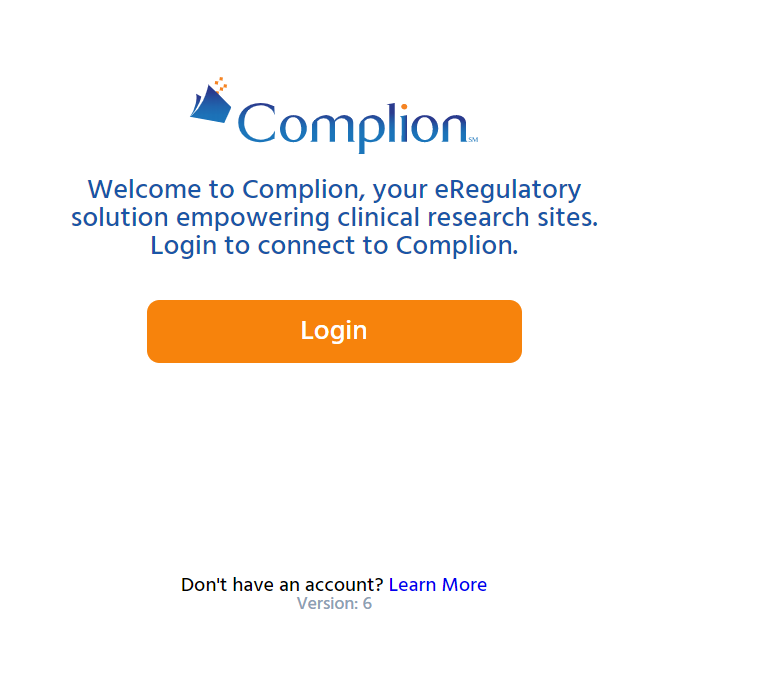 Complion SM
Welcome to Complion, your eRegulatory
solution empowering clinical research sites.
Login to connect to Complion.
Login
Don't have an account? Learn More
Version: 6